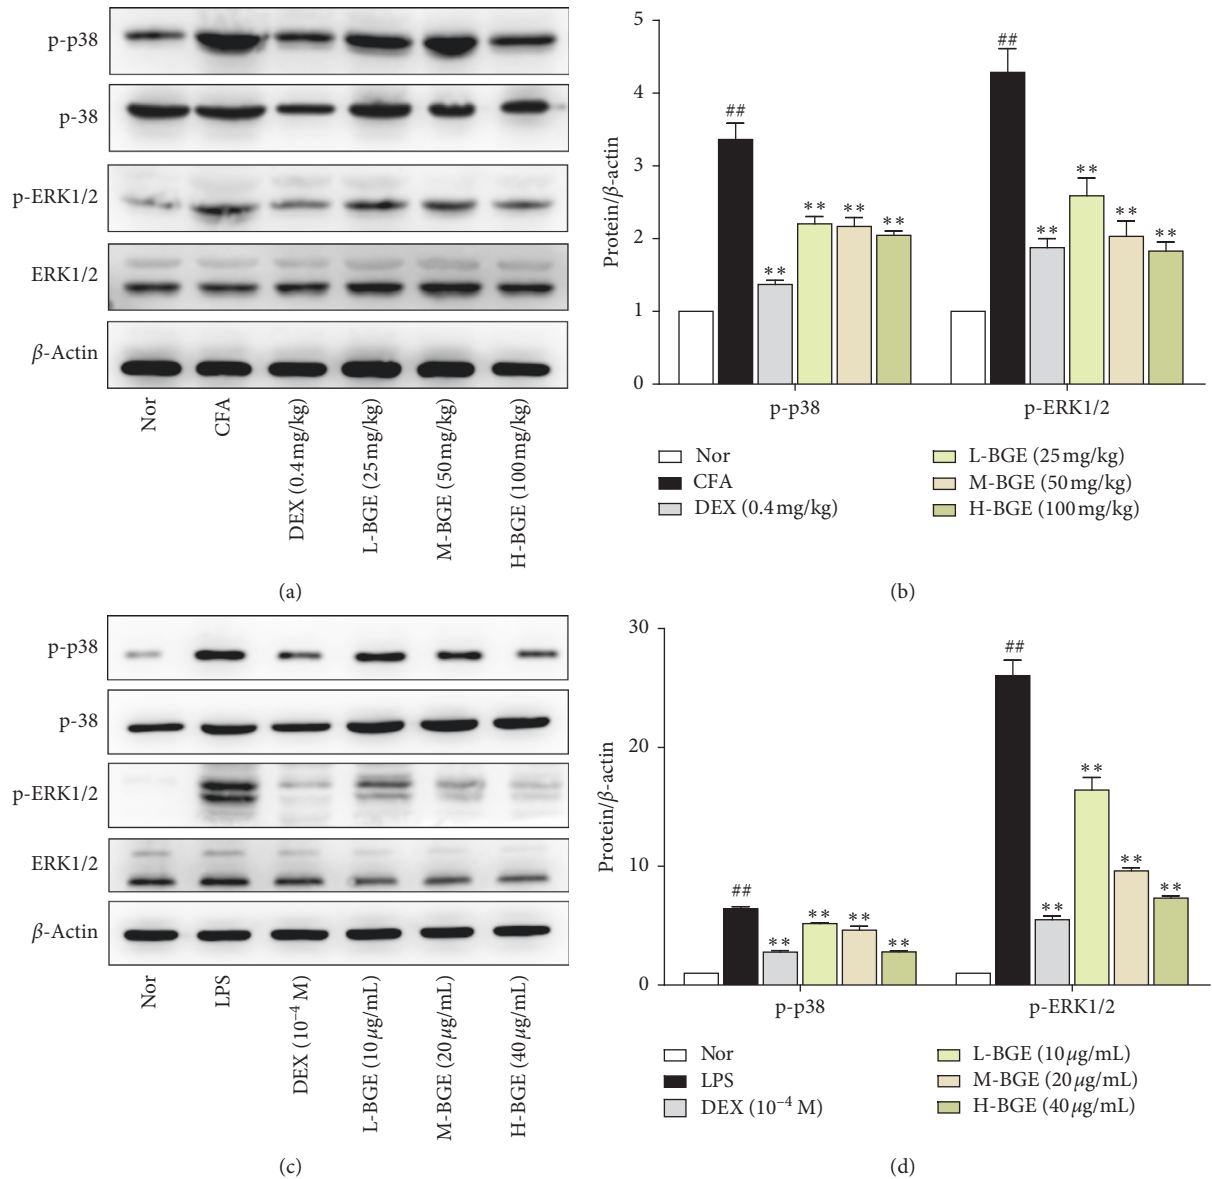 p-p38
p-38
p-ERK1/2
ERK1/2
β-Actin
Nor
CFA
DEX (0.4 mg/kg)
L-BGE (25 mg/kg)
M-BGE (50 mg/kg)
H-BGE (100 mg/kg)
(a)
Protein/β-actin
5
4
3
2
1
0
##
**
**
**
**
##
**
**
**
**
p-p38
p-ERK1/2
Nor
CFA
DEX (0.4 mg/kg)
L-BGE (25 mg/kg)
M-BGE (50 mg/kg)
H-BGE (100 mg/kg)
(b)
p-p38
p-38
p-ERK1/2
ERK1/2
β-Actin
Nor
LPS
DEX (10⁻⁴ M)
L-BGE (10 μg/mL)
M-BGE (20 μg/mL)
H-BGE (40 μg/mL)
(c)
Protein/β-actin
30
20
10
0
##
**
**
**
**
##
**
**
**
**
p-p38
p-ERK1/2
Nor
LPS
DEX (10⁻⁴ M)
L-BGE (10 μg/mL)
M-BGE (20 μg/mL)
H-BGE (40 μg/mL)
(d)